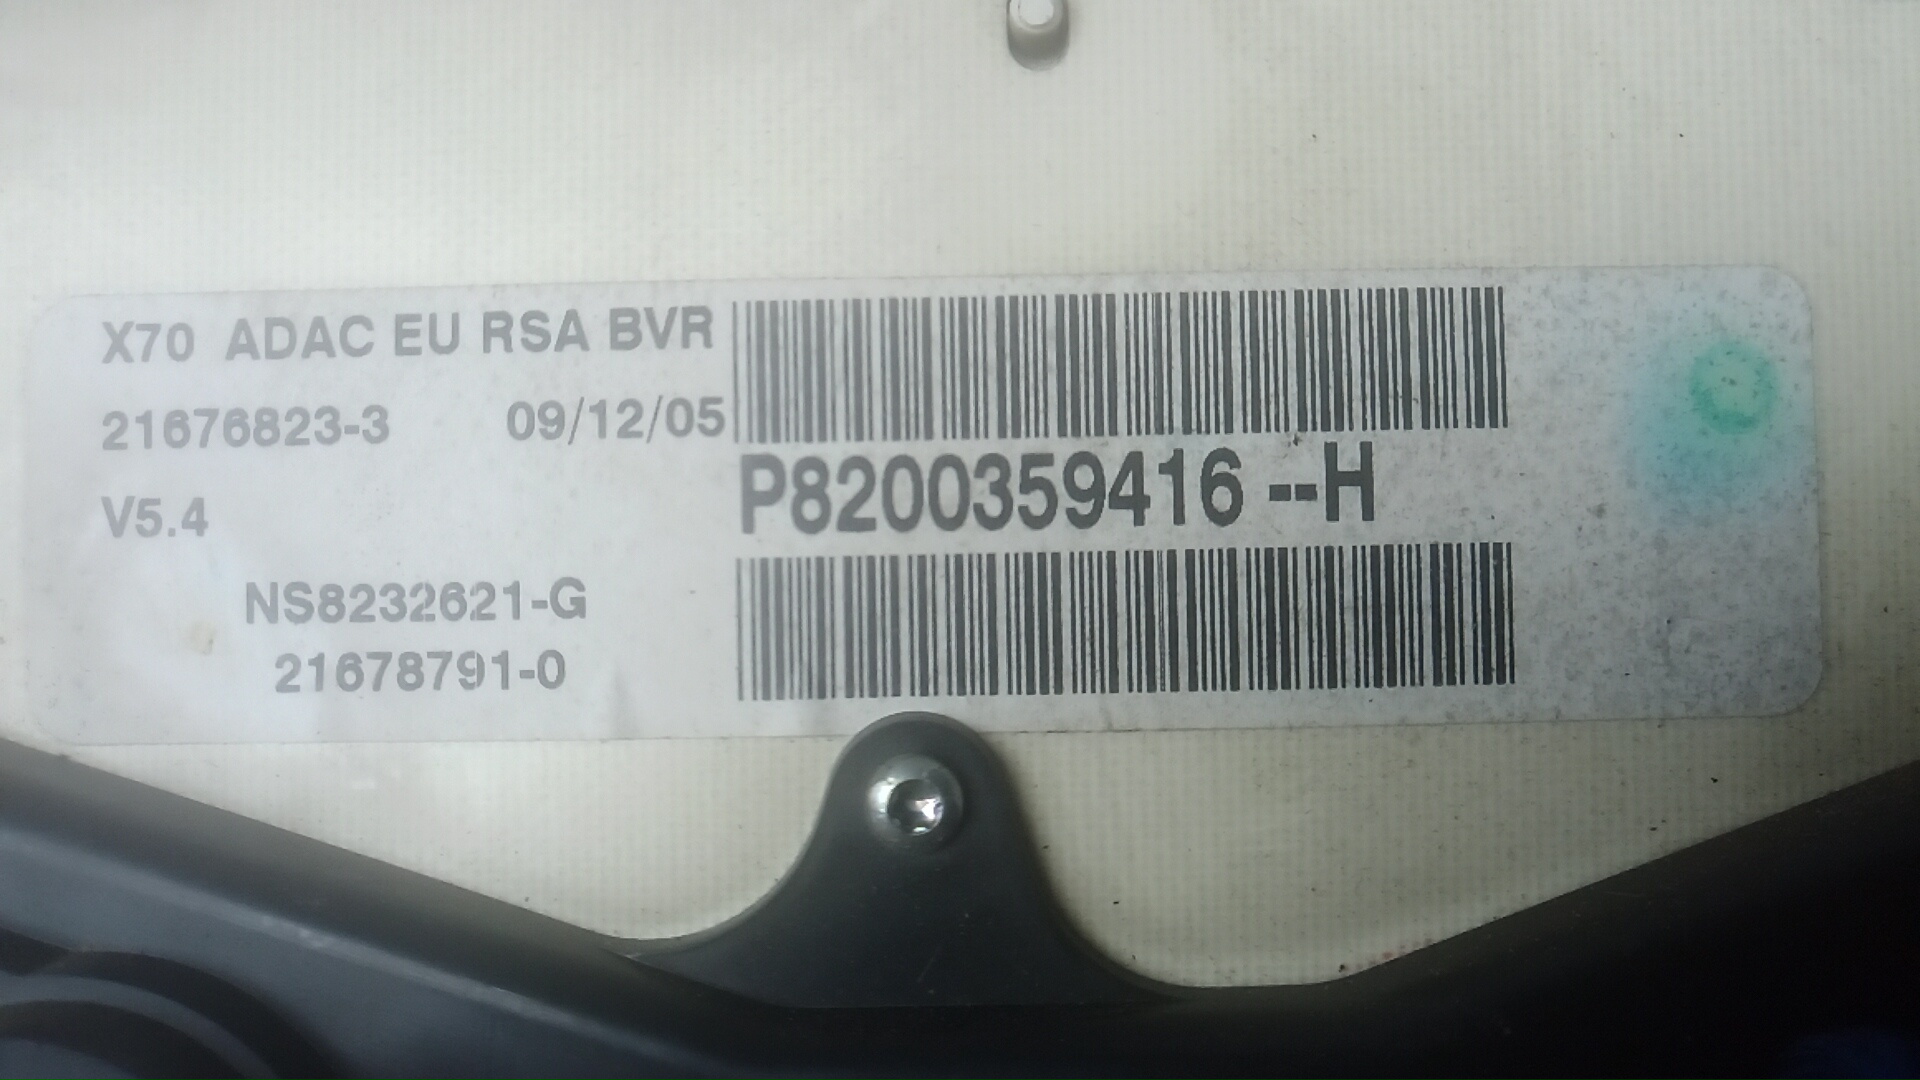 X70 ADAC EU RSA BVR
21676823-3 09/12/05
V5.4
P8200359416 --H
NS8232621-G
21678791-0